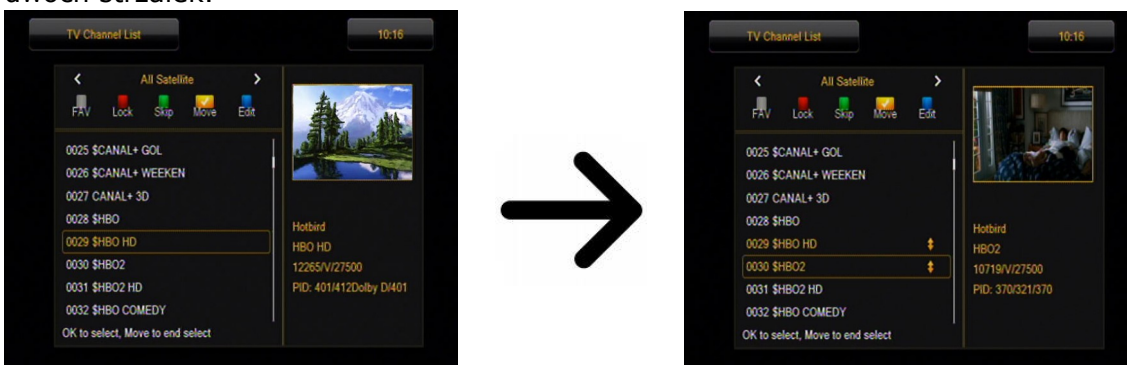 TV Channel List 10:16
All Satellite
FAV Lock Skip Move Edit
0025 $CANAL+ GOL
0026 $CANAL+ WEEKEN
0027 CANAL+ 3D
0028 $HBO
0029 $HBO HD
0030 $HBO2
0031 $HBO2 HD
0032 $HBO COMEDY
OK to select, Move to end select
Hotbird
HBO HD
12265/V/27500
PID: 401/412Dolby D/401
TV Channel List 10:16
All Satellite
FAV Lock Skip Move Edit
0025 $CANAL+ GOL
0026 $CANAL+ WEEKEN
0027 CANAL+ 3D
0028 $HBO
0029 $HBO HD
0030 $HBO2
0031 $HBO2 HD
0032 $HBO COMEDY
OK to select, Move to end select
Hotbird
HBO2
10719/V/27500
PID: 370/321/370